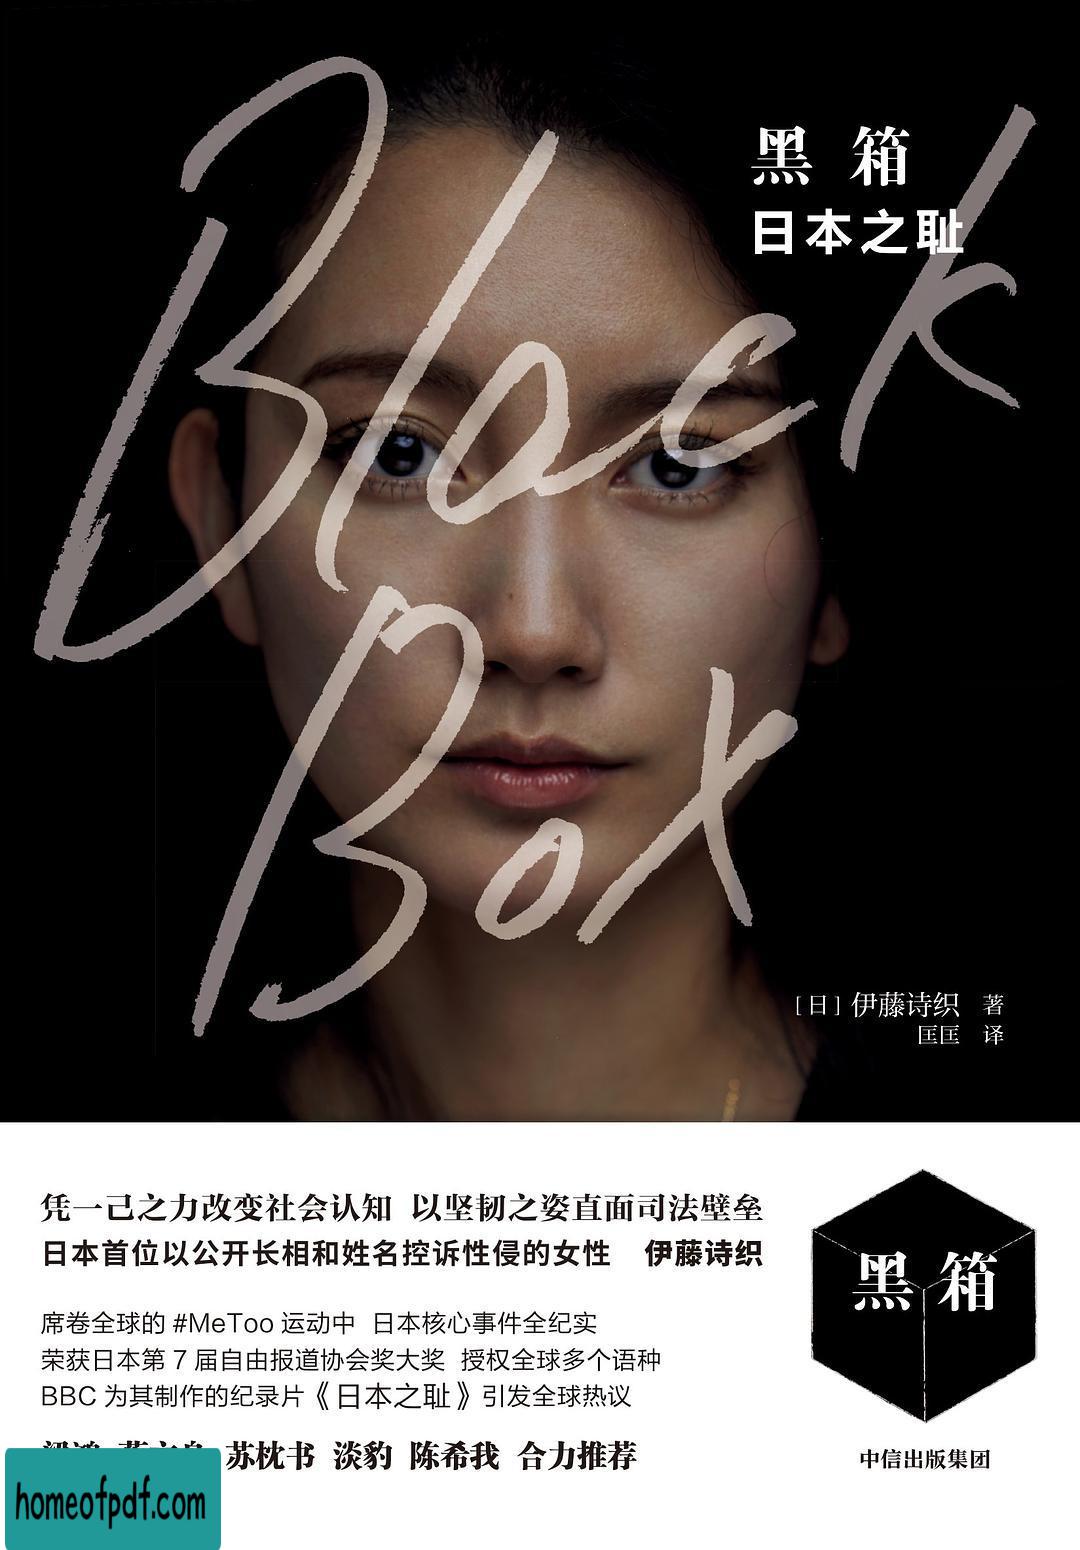 Black
Box
黑 箱
日本之耻
[日] 伊藤诗织 著
匡匡 译
凭一己之力改变社会认知 以坚韧之姿直面司法壁垒
日本首位以公开长相和姓名控诉性侵的女性 伊藤诗织
席卷全球的 #MeToo 运动中 日本核心事件全纪实
荣获日本第 7 届自由报道协会奖大奖 授权全球多个语种
BBC 为其制作的纪录片《日本之耻》引发全球热议
苏枕书 淡豹 陈希我 合力推荐
黑 箱
中信出版集团
homeofpdf.com